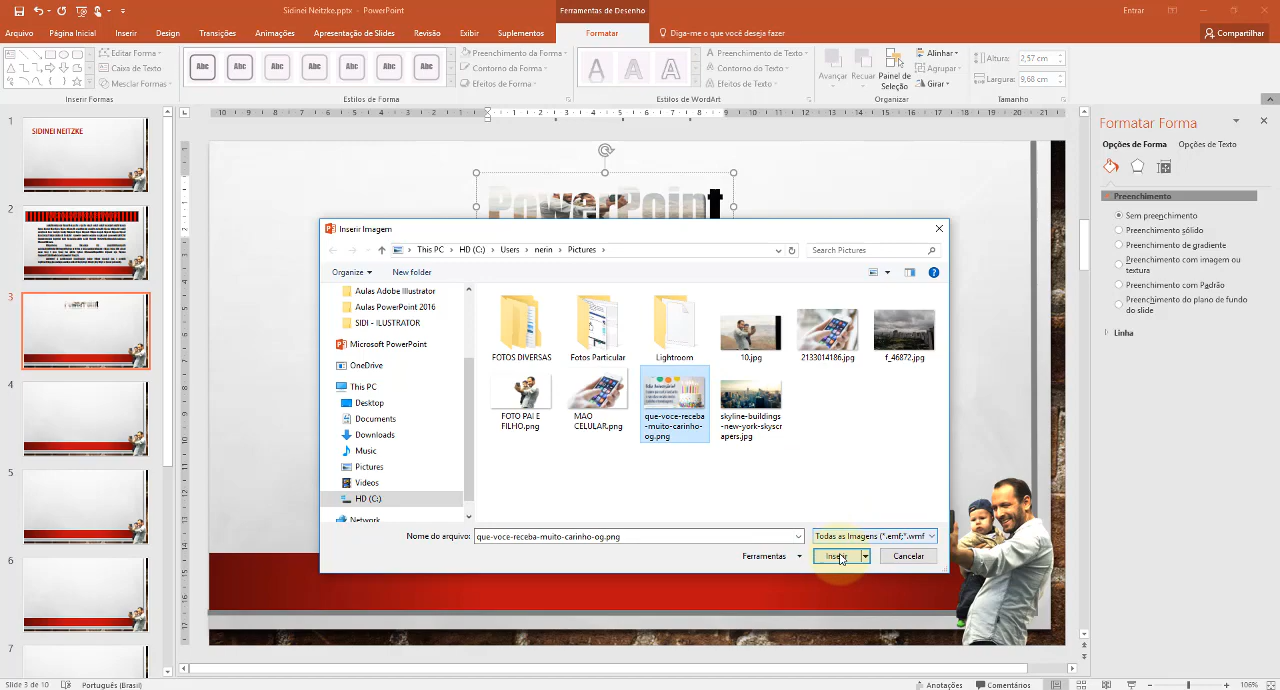 Sidinei Neitzke.pptx - PowerPoint
Ferramentas de Desenho
Entrar
Arquivo
Página Inicial
Inserir
Design
Transições
Animações
Apresentação de Slides
Revisão
Exibir
Suplementos
Formatar
Diga-me o que você deseja fazer
Compartilhar
Editar Forma
Caixa de Texto
Mesclar Formas
Inserir Formas
Abc
Abc
Abc
Abc
Abc
Abc
Abc
Preenchimento da Forma
Contorno da Forma
Efeitos de Forma
Estilos de Forma
A
A
A
Preenchimento de Texto
Contorno do Texto
Efeitos de Texto
Estilos de WordArt
Avançar
Recuar
Painel de
Seleção
Alinhar
Agrupar
Girar
Organizar
Altura:
2,57 cm
Largura:
9,68 cm
Tamanho
1
SIDINEI NEITZKE
2
3
4
5
6
7
PowerPoint
Inserir Imagem
This PC
HD (C:)
Users
nerin
Pictures
Search Pictures
Organize
New folder
Aulas Adobe Illustrator
Aulas PowerPoint 2016
SIDI - ILUSTRATOR
Microsoft PowerPoint
OneDrive
This PC
Desktop
Documents
Downloads
Music
Pictures
Videos
HD (C:)
Network
FOTOS DIVERSAS
Fotos Particular
Lightroom
10.jpg
2133014186.jpg
f_46872.jpg
FOTO PAI E
FILHO.png
MAO
CELULAR.png
que-voce-receba
-muito-carinho-
og.png
skyline-buildings
-new-york-skyscr
apers.jpg
Nome do arquivo:
que-voce-receba-muito-carinho-og.png
Todas as Imagens (*.emf;*.wmf
Ferramentas
Inserir
Cancelar
Formatar Forma
Opções de Forma
Opções de Texto
Preenchimento
Sem preenchimento
Preenchimento sólido
Preenchimento de gradiente
Preenchimento com imagem ou
textura
Preenchimento com Padrão
Preenchimento do plano de fundo
do slide
Linha
Slide 3 de 10
Português (Brasil)
Anotações
Comentários
106%